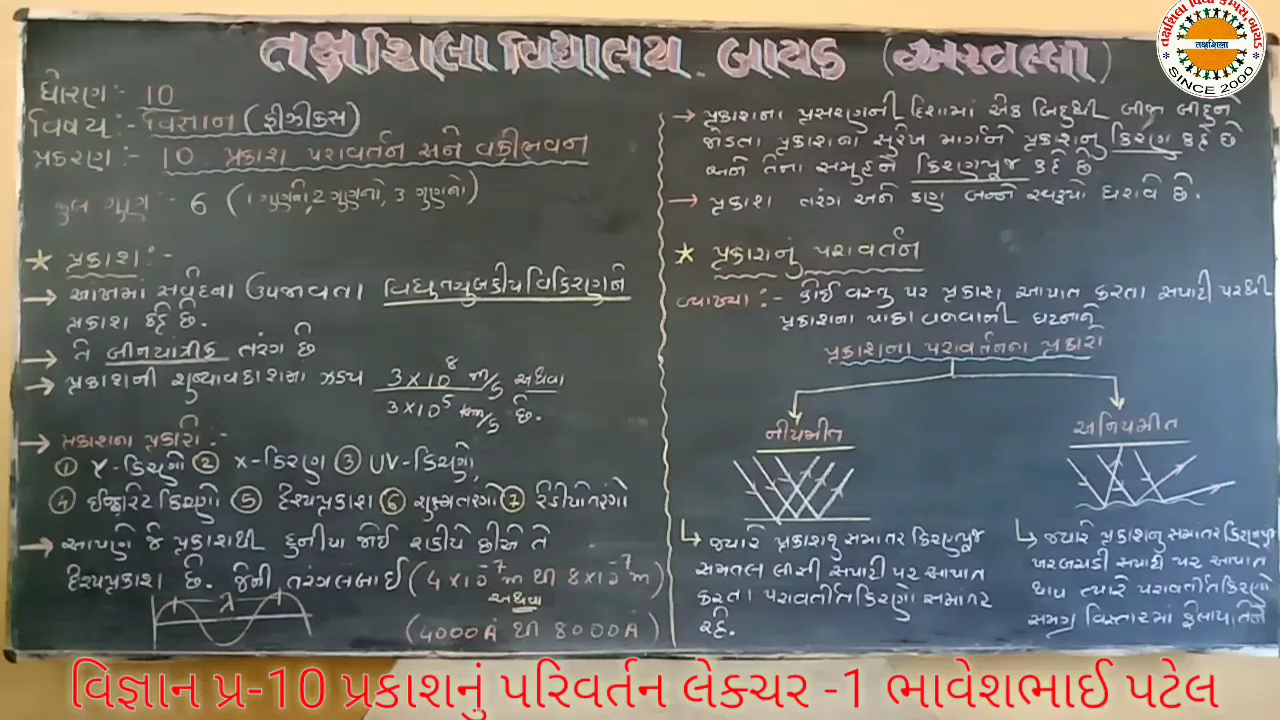 તક્ષશિલા વિદ્યાલય. બાયડ (અરવલ્લી)
તક્ષશિલા વિદ્યા કેમ્પસ, બાયડ
તક્ષશિલા
SINCE 2000
ધોરણ:- 10
વિષય:- વિજ્ઞાન (ફીઝીક્સ)
પ્રકરણ:- 10 પ્રકાશ પરાવર્તન અને વક્રીભવન
કુલ ગુણ - 6 (1 ગુણની, 2 ગુણનો, 3 ગુણનો)
★ પ્રકાશ:-
→ આંખમાં સંવેદના ઉપજાવતા વિદ્યુતચુંબકીયવિકિરણને
પ્રકાશ કહે છે.
→ તે બીનયાંત્રીક તરંગ છે
→ પ્રકાશની શુન્યાવકાશમાં ઝડપ 3×10⁸ m/s અથવા
3×10⁵ km/s છે.
→ પ્રકાશના પ્રકારો:-
① γ-કિરણો ② x-કિરણ ③ UV-કિરણો,
④ ઈન્ફ્રારેટ કિરણો ⑤ દૃશ્યપ્રકાશ ⑥ સુક્ષ્મતરંગો ⑦ રેડીયોતરંગો
→ આપણે જે પ્રકાશથી દુનીયા જોઈ શકીયે છીએ તે
દૃશ્યપ્રકાશ છે. જેની તરંગલંબાઈ (4×10⁻⁷m થી 8×10⁻⁷m)
અથવા
λ
(4000Å થી 8000Å)
→ પ્રકાશના પ્રસરણની દિશામાં એક બિંદુથી બીજા બીંદુને
જોડતા પ્રકાશના સુરેખ માર્ગને પ્રકાશનુ કિરણ કહે છે
અને તેના સમુહને કિરણપૂંજ કહે છે
→ પ્રકાશ તરંગ અને કણ બન્ને સ્વરૂપો ધરાવે છે.
★ પ્રકાશનું પરાવર્તન
વ્યાખ્યા:- કોઈ વસ્તુ પર પ્રકાશ આપાત કરતા સપાટી પરથી
પ્રકાશના પાછા વળવાની ઘટનાને
પ્રકાશના પરાવર્તનના પ્રકારો
નીયમીત
અનિયમીત
જ્યારે પ્રકાશનુ સમાતર કિરણપૂંજ
સમતલ લીસી સપાટી પર આપાત
કરતા પરાવર્તીત કિરણો સમાતર
રહે.
જ્યારે પ્રકાશનુ સમાંતર કિરણપૂંજ
ખરબચડી સપાટી પર આપાત
થાય ત્યારે પરાવર્તીત કિરણો
સમગ્ર વિસ્તારમાં ફેલાય, તેને
વિજ્ઞાન પ્ર-10 પ્રકાશનું પરિવર્તન લેક્ચર -1 ભાવેશભાઈ પટેલ